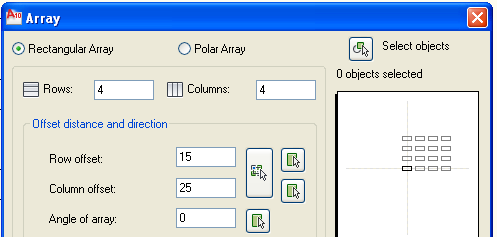 A10 Array
Rectangular Array Polar Array Select objects
0 objects selected
Rows: 4 Columns: 4
Offset distance and direction
Row offset: 15
Column offset: 25
Angle of array: 0